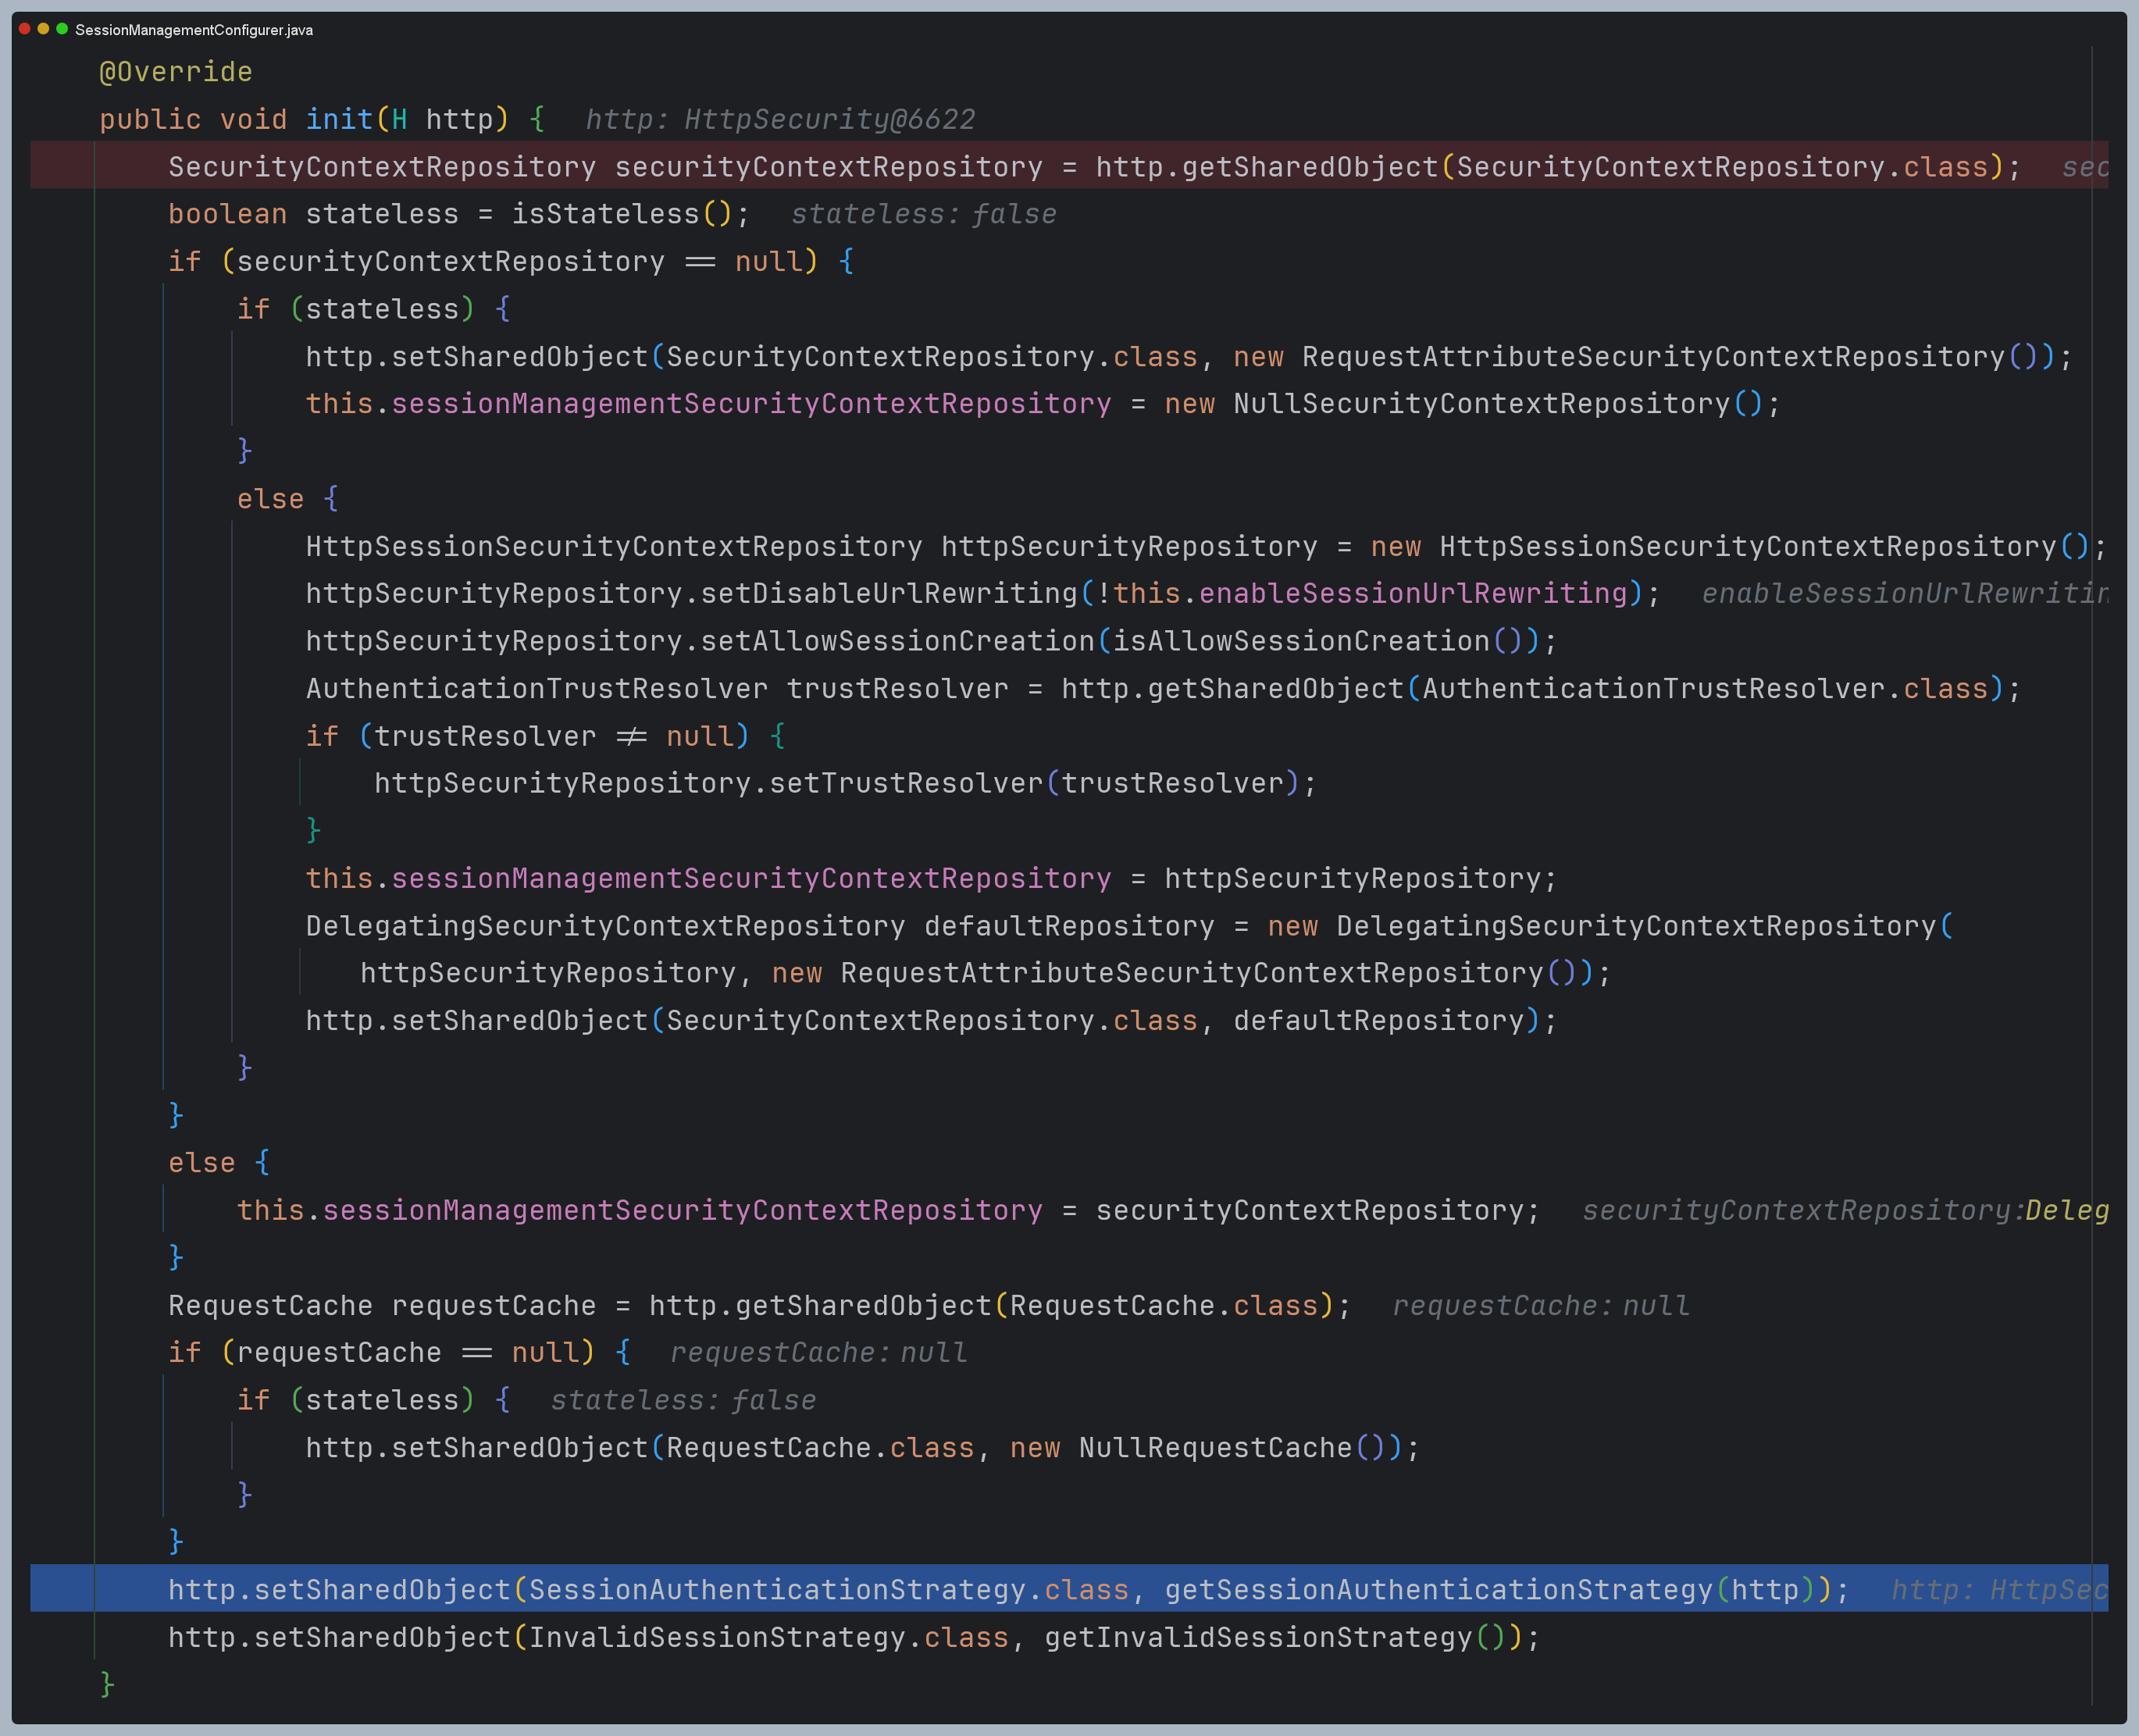 SessionManagementConfigurer.java
@Override
public void init(H http) { http: HttpSecurity@6622
SecurityContextRepository securityContextRepository = http.getSharedObject(SecurityContextRepository.class); sec
boolean stateless = isStateless(); stateless: false
if (securityContextRepository == null) {
if (stateless) {
http.setSharedObject(SecurityContextRepository.class, new RequestAttributeSecurityContextRepository());
this.sessionManagementSecurityContextRepository = new NullSecurityContextRepository();
}
else {
HttpSessionSecurityContextRepository httpSecurityRepository = new HttpSessionSecurityContextRepository();
httpSecurityRepository.setDisableUrlRewriting(!this.enableSessionUrlRewriting); enableSessionUrlRewritin
httpSecurityRepository.setAllowSessionCreation(isAllowSessionCreation());
AuthenticationTrustResolver trustResolver = http.getSharedObject(AuthenticationTrustResolver.class);
if (trustResolver != null) {
httpSecurityRepository.setTrustResolver(trustResolver);
}
this.sessionManagementSecurityContextRepository = httpSecurityRepository;
DelegatingSecurityContextRepository defaultRepository = new DelegatingSecurityContextRepository(
httpSecurityRepository, new RequestAttributeSecurityContextRepository());
http.setSharedObject(SecurityContextRepository.class, defaultRepository);
}
}
else {
this.sessionManagementSecurityContextRepository = securityContextRepository; securityContextRepository: Deleg
}
RequestCache requestCache = http.getSharedObject(RequestCache.class); requestCache: null
if (requestCache == null) { requestCache: null
if (stateless) { stateless: false
http.setSharedObject(RequestCache.class, new NullRequestCache());
}
}
http.setSharedObject(SessionAuthenticationStrategy.class, getSessionAuthenticationStrategy(http)); http: HttpSec
http.setSharedObject(InvalidSessionStrategy.class, getInvalidSessionStrategy());
}